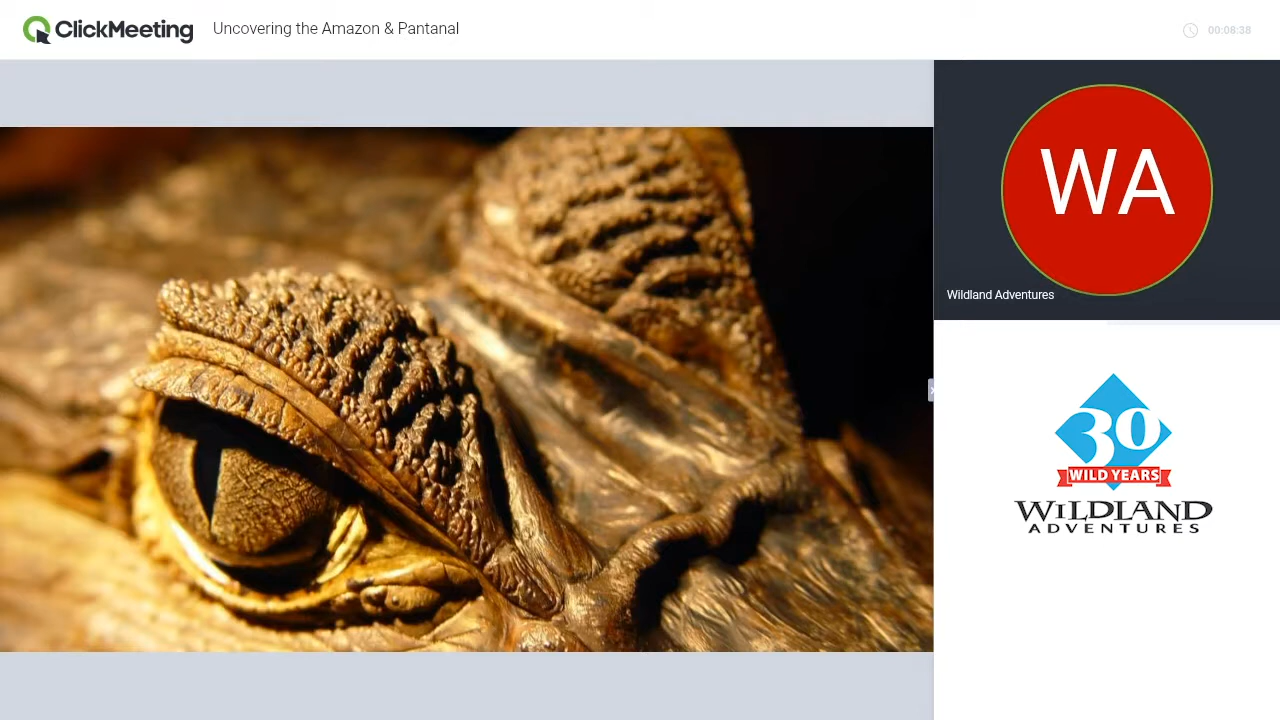 ClickMeeting
Uncovering the Amazon & Pantanal
00:08:38
WA
Wildland Adventures
30
WILD YEARS
WILDLAND
ADVENTURES